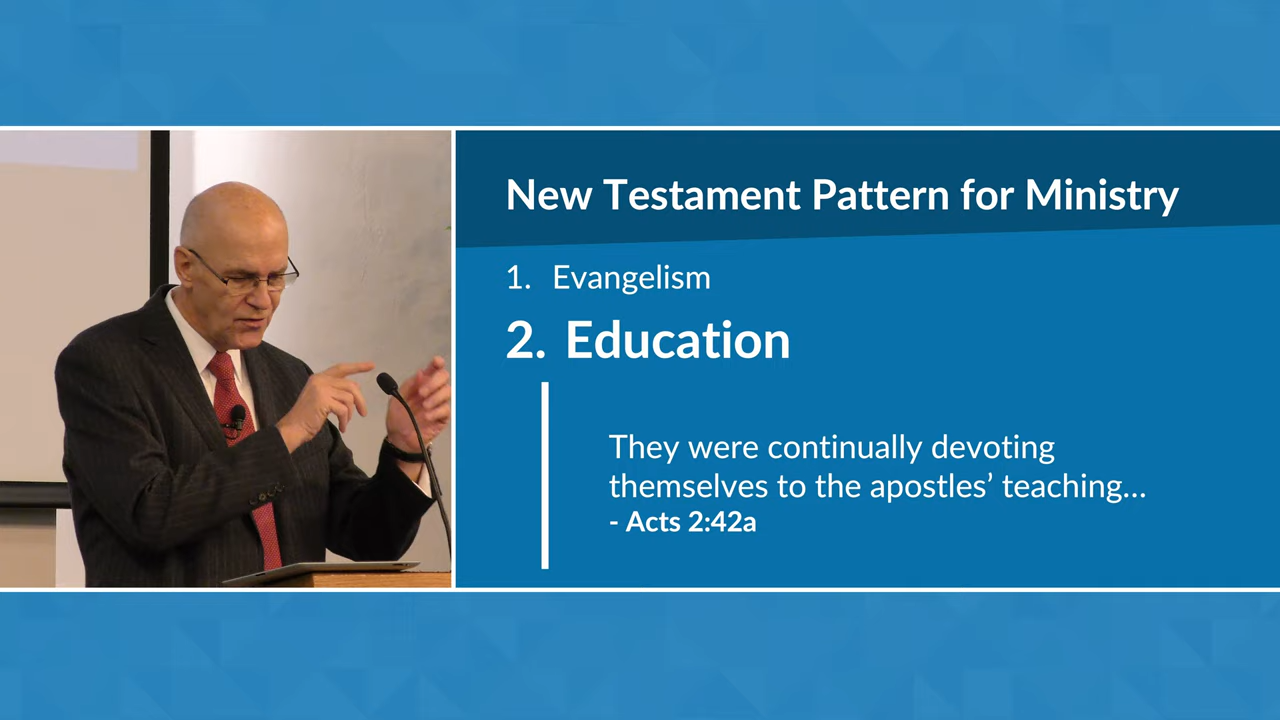 New Testament Pattern for Ministry
1. Evangelism
2. Education
They were continually devoting
themselves to the apostles’ teaching...
- Acts 2:42a